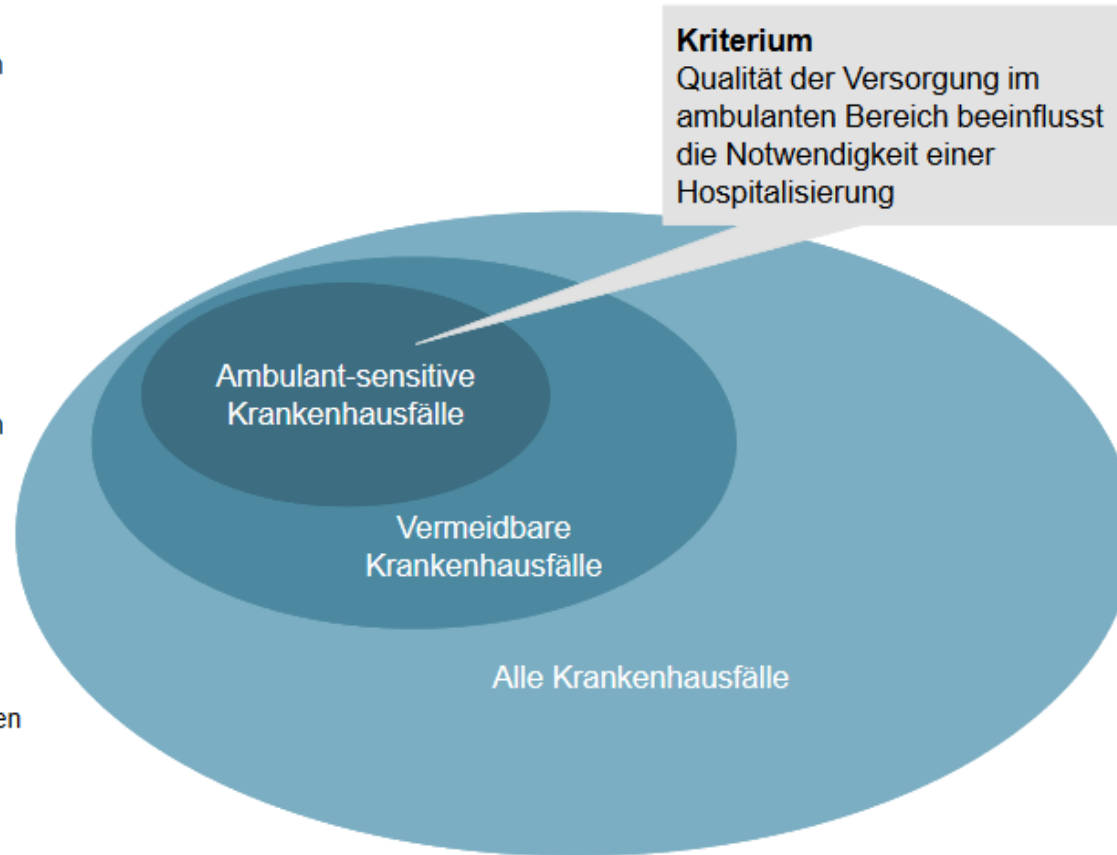 Kriterium
Qualität der Versorgung im
ambulanten Bereich beeinflusst
die Notwendigkeit einer
Hospitalisierung
Ambulant-sensitive
Krankenhausfälle
Vermeidbare
Krankenhausfälle
Alle Krankenhausfälle